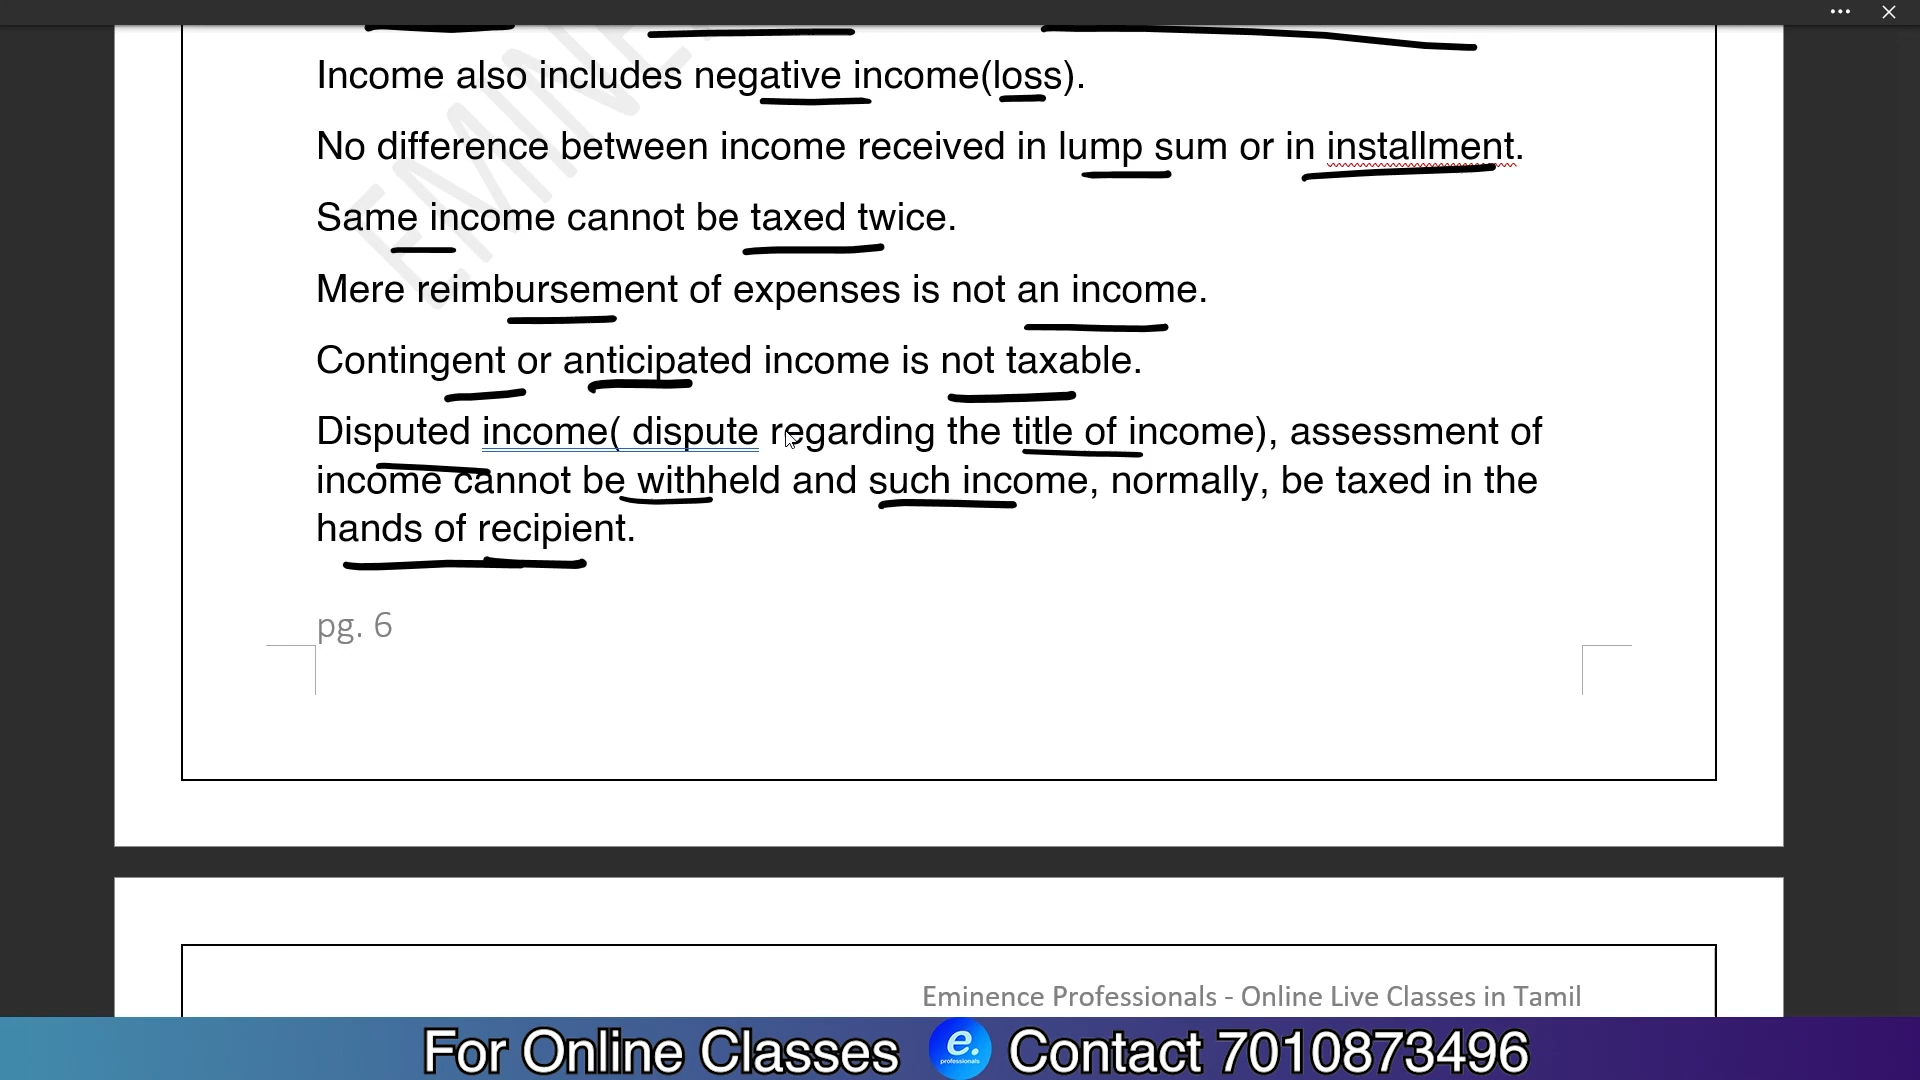 Income also includes negative income(loss).
No difference between income received in lump sum or in installment.
Same income cannot be taxed twice.
Mere reimbursement of expenses is not an income.
Contingent or anticipated income is not taxable.
Disputed income( dispute regarding the title of income), assessment of
income cannot be withheld and such income, normally, be taxed in the
hands of recipient.
pg. 6
EMINE
Eminence Professionals - Online Live Classes in Tamil
For Online Classes e. professionals Contact 7010873496